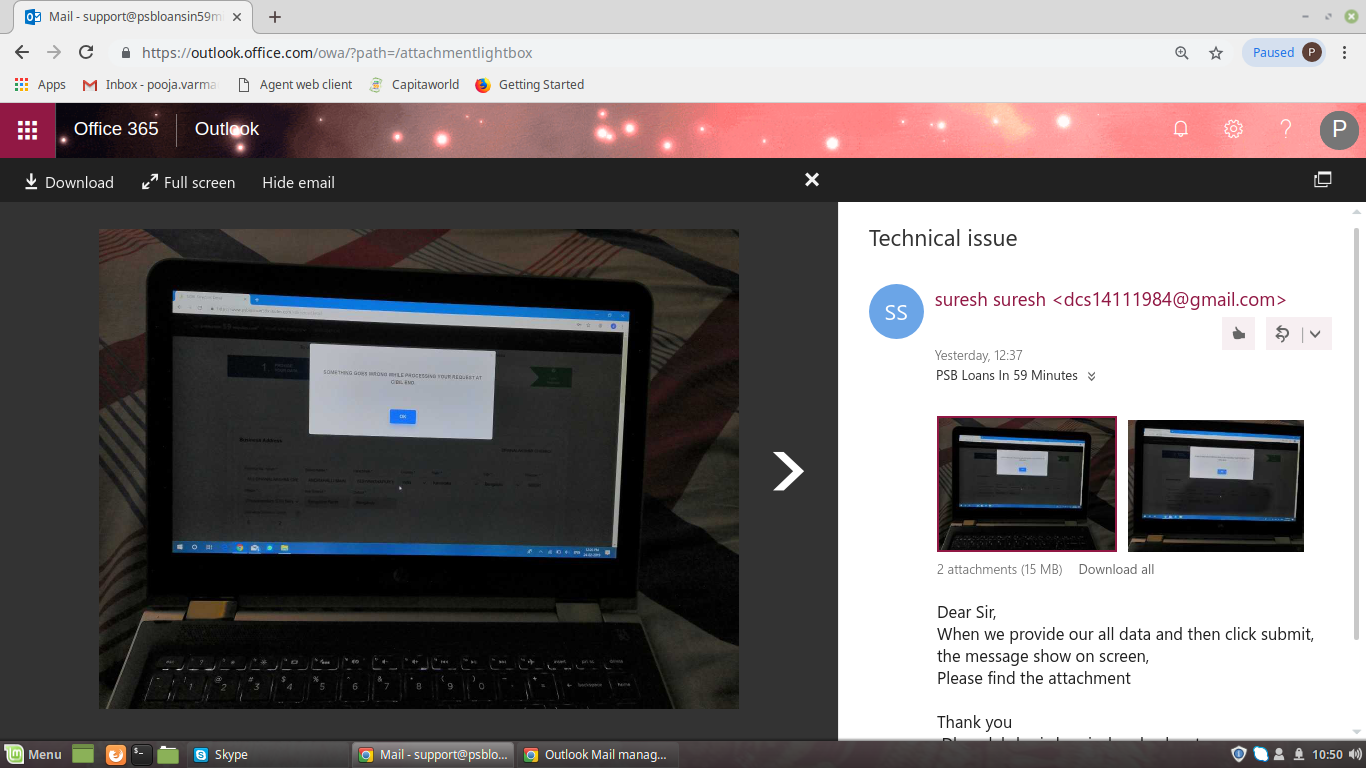 Mail - support@psbloansin59m
https://outlook.office.com/owa/?path=/attachmentlightbox
Paused
P
Apps
Inbox - pooja.varma
Agent web client
Capitaworld
Getting Started
Office 365
Outlook
P
Download
Full screen
Hide email
SOMETHING GOES WRONG WHILE PROCESSING YOUR REQUEST AT
CIBIL END.
OK
Technical issue
SS
suresh suresh <dcs14111984@gmail.com>
Yesterday, 12:37
PSB Loans In 59 Minutes
2 attachments (15 MB)
Download all
Dear Sir,
When we provide our all data and then click submit,
the message show on screen,
Please find the attachment
Thank you
Menu
Skype
Mail - support@psblo...
Outlook Mail manag...
10:50